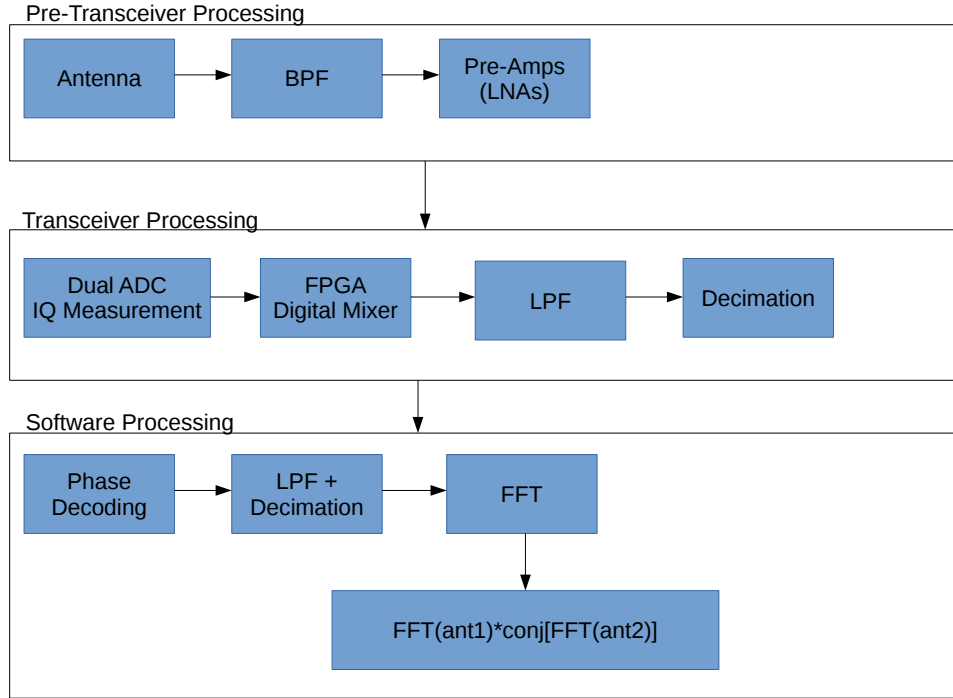 Pre-Transceiver Processing
Antenna
BPF
Pre-Amps
(LNAs)
Transceiver Processing
Dual ADC
IQ Measurement
FPGA
Digital Mixer
LPF
Decimation
Software Processing
Phase
Decoding
LPF +
Decimation
FFT
FFT(ant1)*conj[FFT(ant2)]